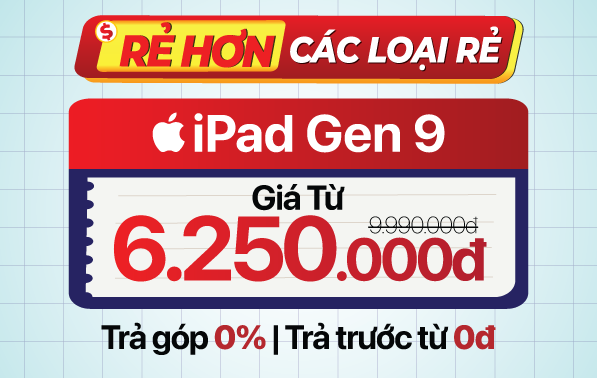 $ RẺ HƠN CÁC LOẠI RẺ
iPad Gen 9
Giá Từ
9.990.000đ
6.250.000đ
Trả góp 0% | Trả trước từ 0đ